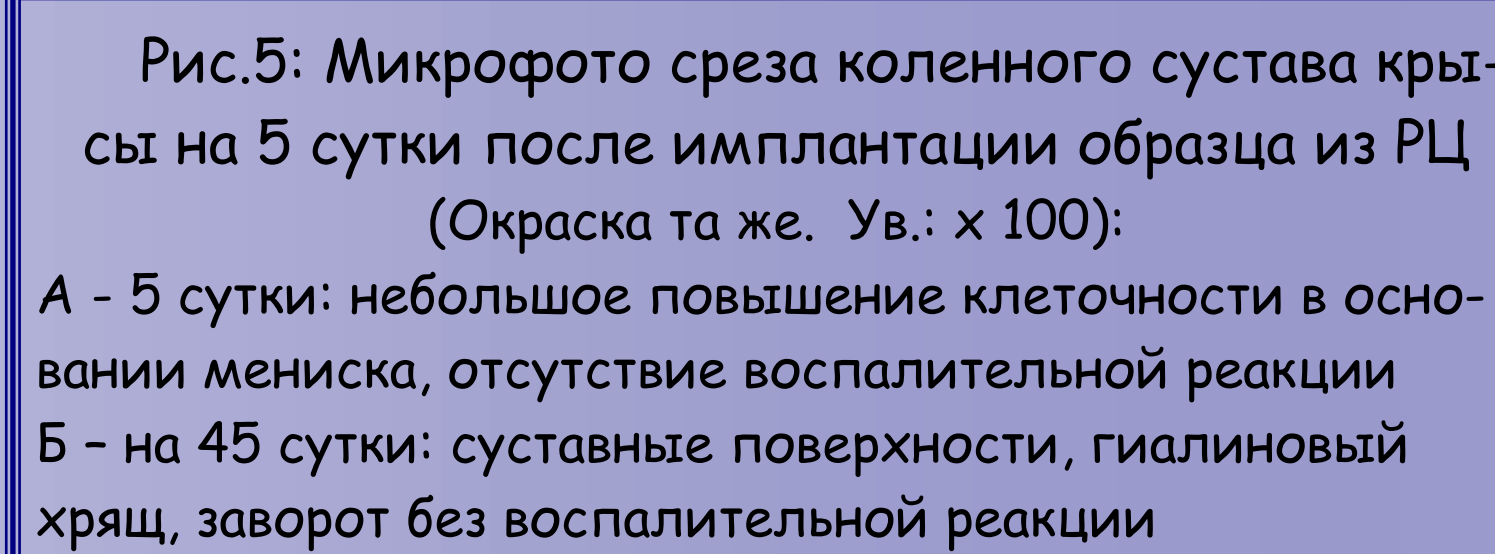 Рис.5: Микрофото среза коленного сустава кры-
сы на 5 сутки после имплантации образца из РЦ
(Окраска та же. Ув.: х 100):
А - 5 сутки: небольшое повышение клеточности в осно-
вании мениска, отсутствие воспалительной реакции
Б – на 45 сутки: суставные поверхности, гиалиновый
хрящ, заворот без воспалительной реакции